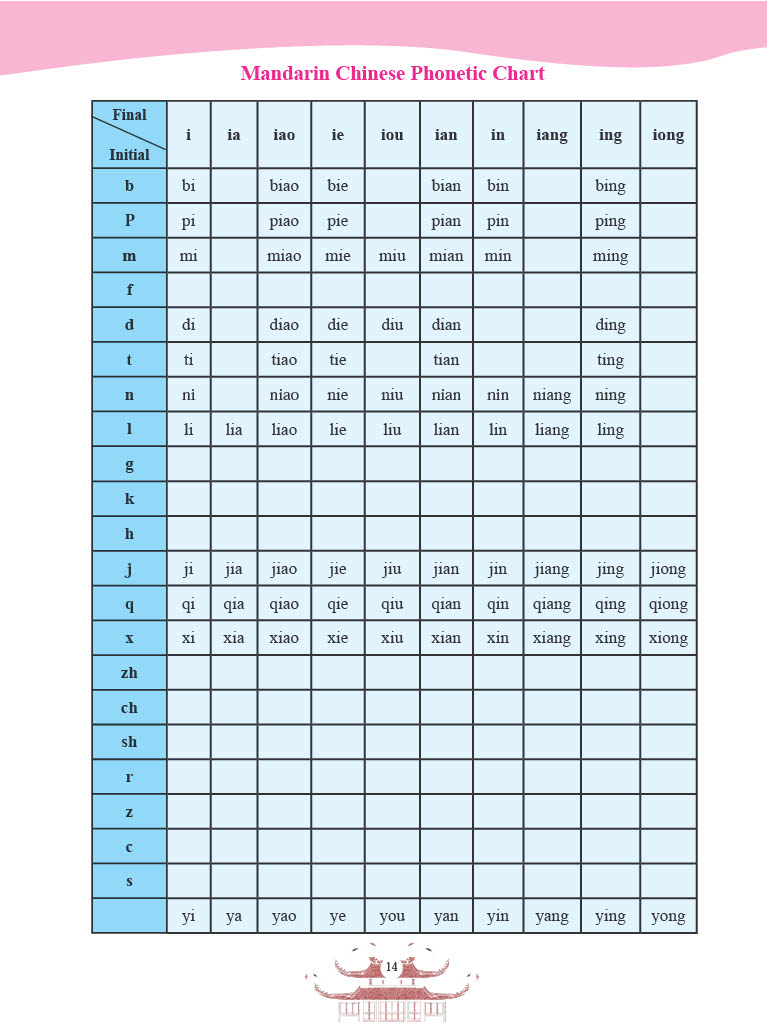 Mandarin Chinese Phonetic Chart
Final
Initial
i ia iao ie iou ian in iang ing iong
b bi biao bie bian bin bing
P pi piao pie pian pin ping
m mi miao mie miu mian min ming
f
d di diao die diu dian ding
t ti tiao tie tian ting
n ni niao nie niu nian nin niang ning
l li lia liao lie liu lian lin liang ling
g
k
h
j ji jia jiao jie jiu jian jin jiang jing jiong
q qi qia qiao qie qiu qian qin qiang qing qiong
x xi xia xiao xie xiu xian xin xiang xing xiong
zh
ch
sh
r
z
c
s
yi ya yao ye you yan yin yang ying yong
14